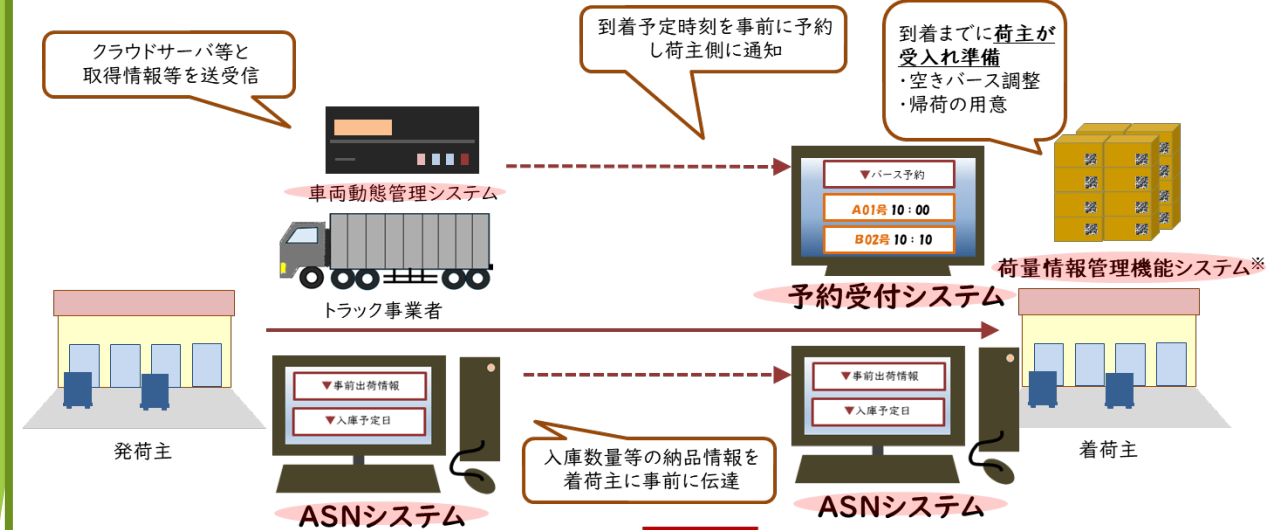 クラウドサーバ等と
取得情報等を送受信
到着予定時刻を事前に予約
し荷主側に通知
到着までに荷主が
受入れ準備
・空きバース調整
・帰荷の用意
車両動態管理システム
▼バース予約
A01号 10：00
B02号 10：10
荷量情報管理機能システム※
予約受付システム
トラック事業者
▼事前出荷情報
▼入庫予定日
▼事前出荷情報
▼入庫予定日
発荷主
入庫数量等の納品情報を
着荷主に事前に伝達
着荷主
ASNシステム
ASNシステム